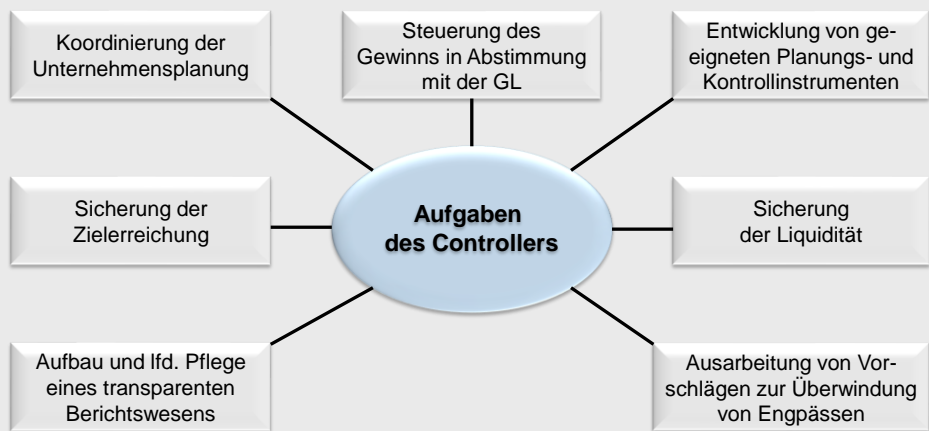 Koordinierung der
Unternehmensplanung
Steuerung des
Gewinns in Abstimmung
mit der GL
Entwicklung von ge-
eigneten Planungs- und
Kontrollinstrumenten
Sicherung der
Zielerreichung
Aufgaben
des Controllers
Sicherung
der Liquidität
Aufbau und lfd. Pflege
eines transparenten
Berichtswesens
Ausarbeitung von Vor-
schlägen zur Überwindung
von Engpässen